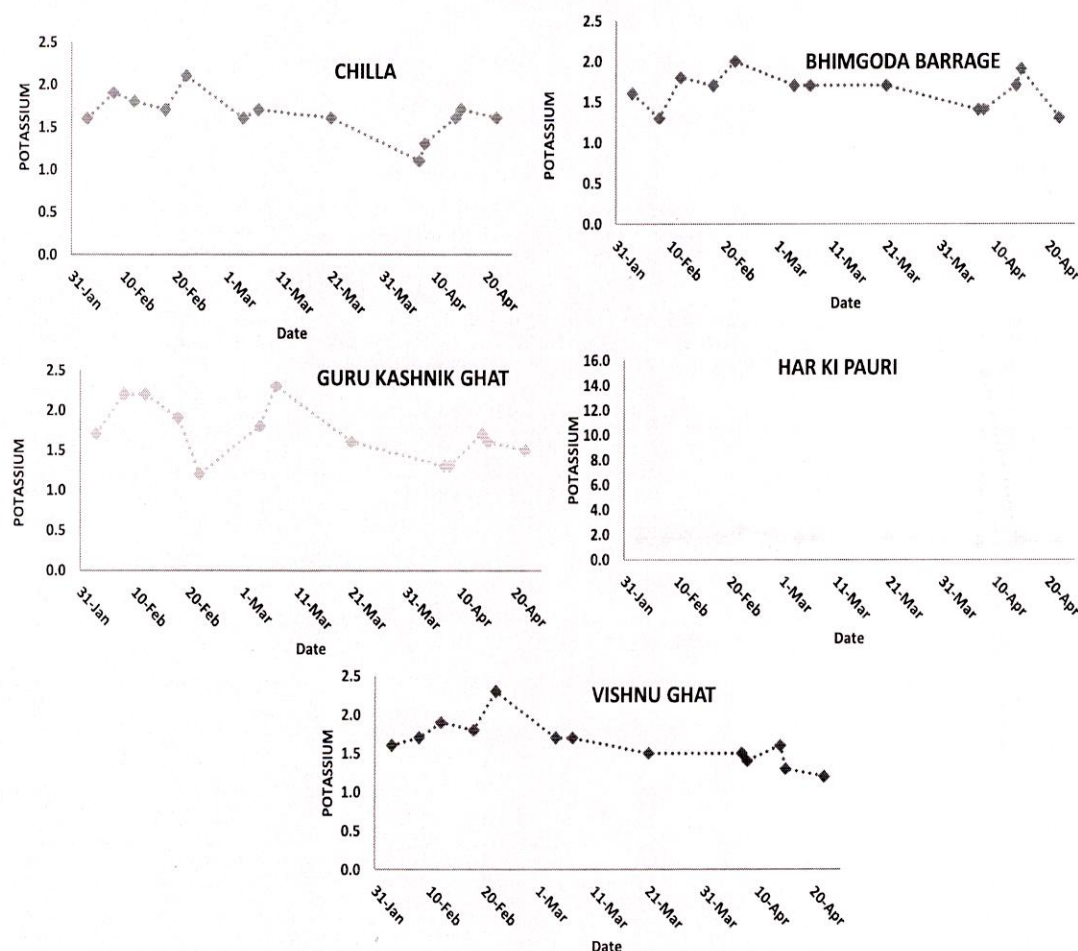 CHILLA
POTASSIUM
2.5
2.0
1.5
1.0
0.5
0.0
31-Jan
10-Feb
20-Feb
1-Mar
11-Mar
21-Mar
31-Mar
10-Apr
20-Apr
Date
BHIMGODA BARRAGE
POTASSIUM
2.5
2.0
1.5
1.0
0.5
0.0
31-Jan
10-Feb
20-Feb
1-Mar
11-Mar
21-Mar
31-Mar
10-Apr
20-Apr
Date
GURU KASHNIK GHAT
POTASSIUM
2.5
2.0
1.5
1.0
0.5
0.0
31-Jan
10-Feb
20-Feb
1-Mar
11-Mar
21-Mar
31-Mar
10-Apr
20-Apr
Date
HAR KI PAURI
POTASSIUM
16.0
14.0
12.0
10.0
8.0
6.0
4.0
2.0
0.0
31-Jan
10-Feb
20-Feb
1-Mar
11-Mar
21-Mar
31-Mar
10-Apr
20-Apr
Date
VISHNU GHAT
POTASSIUM
2.5
2.0
1.5
1.0
0.5
0.0
31-Jan
10-Feb
20-Feb
1-Mar
11-Mar
21-Mar
31-Mar
10-Apr
20-Apr
Date